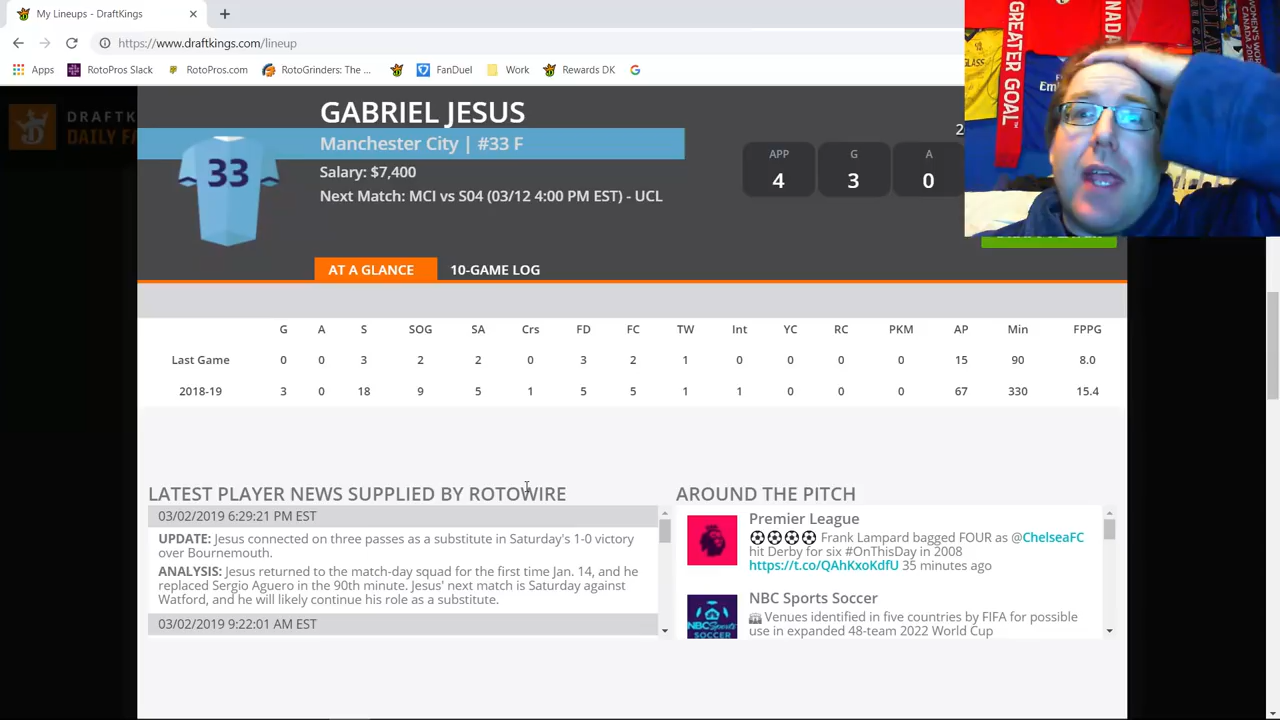 My Lineups - DraftKings
https://www.draftkings.com/lineup
Apps
RotoPros Slack
RotoPros.com
RotoGrinders: The ...
FanDuel
Work
Rewards DK
DRAFTK
DAILY FA
GABRIEL JESUS
Manchester City | #33 F
Salary: $7,400
Next Match: MCI vs S04 (03/12 4:00 PM EST) - UCL
33
2
APP G A
4 3 0
GREATER GOAL™
ANADA
AT A GLANCE 10-GAME LOG
G A S SOG SA Crs FD FC TW Int YC RC PKM AP Min FPPG
Last Game 0 0 3 2 2 0 3 2 1 0 0 0 0 15 90 8.0
2018-19 3 0 18 9 5 1 5 5 1 1 0 0 0 67 330 15.4
LATEST PLAYER NEWS SUPPLIED BY ROTOWIRE
03/02/2019 6:29:21 PM EST
UPDATE: Jesus connected on three passes as a substitute in Saturday's 1-0 victory
over Bournemouth.
ANALYSIS: Jesus returned to the match-day squad for the first time Jan. 14, and he
replaced Sergio Aguero in the 90th minute. Jesus' next match is Saturday against
Watford, and he will likely continue his role as a substitute.
03/02/2019 9:22:01 AM EST
AROUND THE PITCH
Premier League
⚽⚽⚽⚽ Frank Lampard bagged FOUR as @ChelseaFC
hit Derby for six #OnThisDay in 2008
https://t.co/QAhKxoKdfU 35 minutes ago
NBC Sports Soccer
🏟 Venues identified in five countries by FIFA for possible
use in expanded 48-team 2022 World Cup
NBC SPORTS
SOCCER